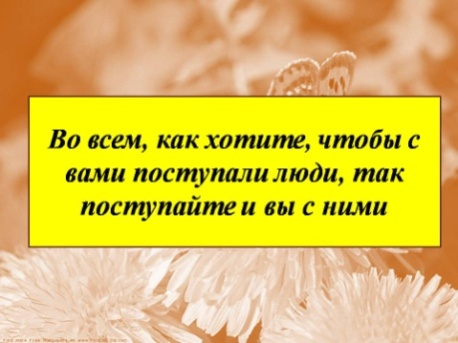 Во всем, как хотите, чтобы с
вами поступали люди, так
поступайте и вы с ними